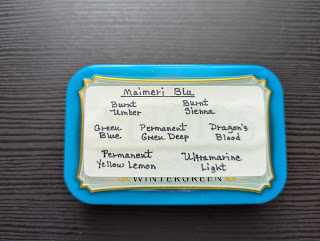 Maimeri Blu
Burnt Umber
Burnt Sienna
Green Blue
Permanent Green Deep
Dragon's Blood
Permanent Yellow Lemon
Ultramarine Light
WINTERGREEN